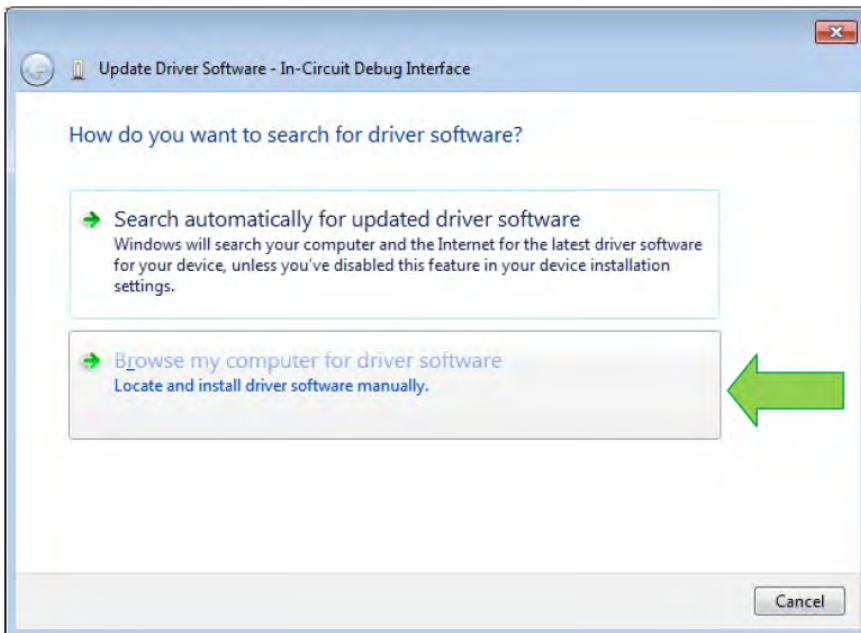 Update Driver Software - In-Circuit Debug Interface
How do you want to search for driver software?
Search automatically for updated driver software
Windows will search your computer and the Internet for the latest driver software
for your device, unless you've disabled this feature in your device installation
settings.
Browse my computer for driver software
Locate and install driver software manually.
Cancel